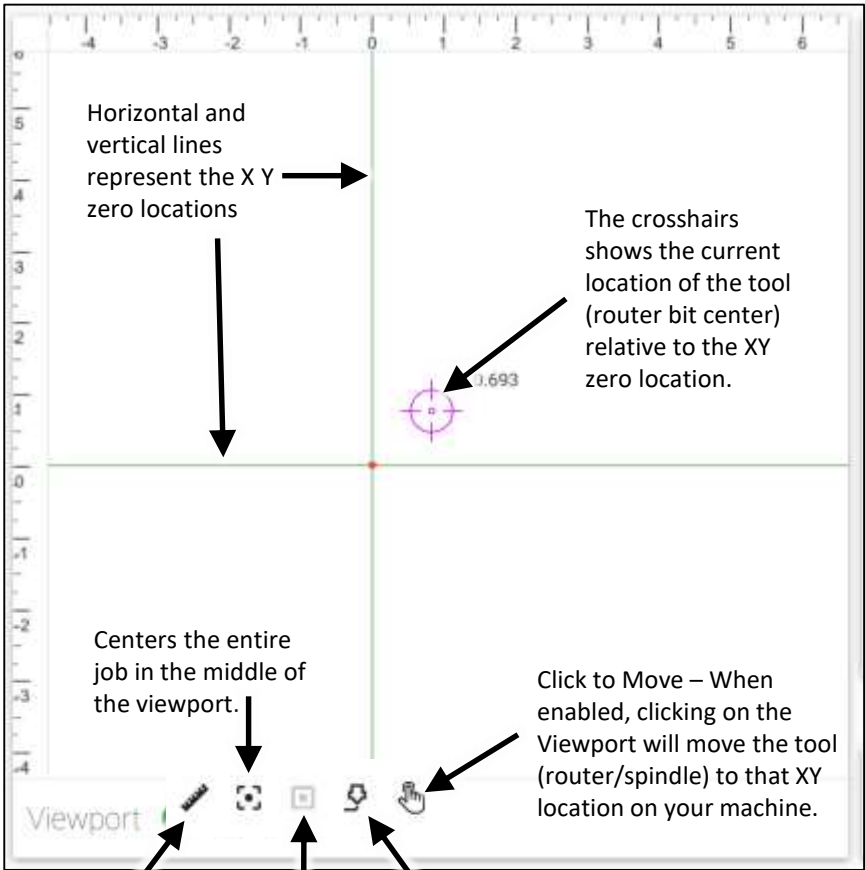 -4 -3 -2 -1 0 1 2 3 4 5 6
6
5
4
3
2
1
0
-1
-2
-3
-4
Horizontal and
vertical lines
represent the X Y
zero locations
The crosshairs
shows the current
location of the tool
(router bit center)
relative to the XY
zero location.
.693
Centers the entire
job in the middle of
the viewport.
Click to Move – When
enabled, clicking on the
Viewport will move the tool
(router/spindle) to that XY
location on your machine.
Viewport